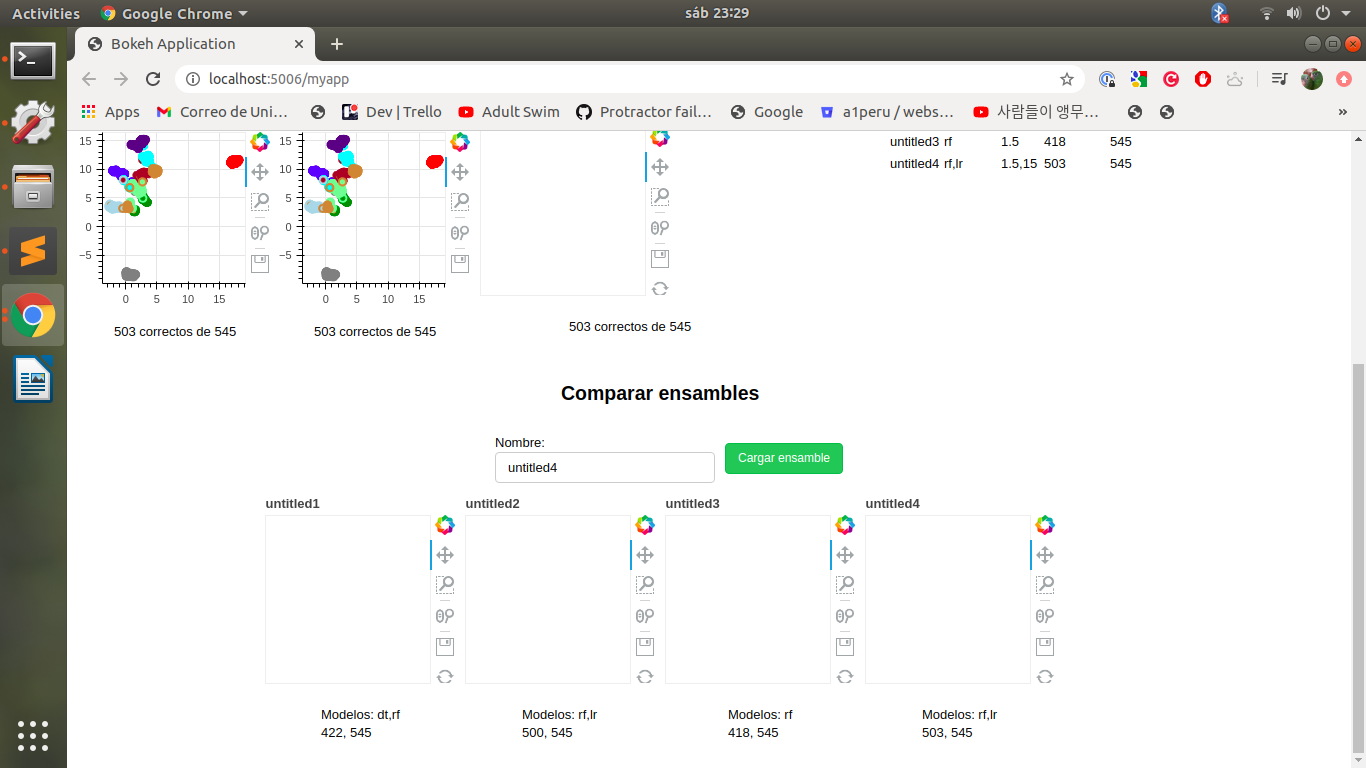 Activities
Google Chrome
sáb 23:29
Bokeh Application
localhost:5006/myapp
Apps
Correo de Uni…
Dev | Trello
Adult Swim
Protractor fail…
Google
a1peru / webs…
사람들이 앵무…
»
15
10
5
0
−5
0
5
10
15
503 correctos de 545
15
10
5
0
−5
0
5
10
15
503 correctos de 545
503 correctos de 545
untitled3 rf 1.5 418 545
untitled4 rf,lr 1.5,15 503 545
Comparar ensambles
Nombre:
untitled4
Cargar ensamble
untitled1
untitled2
untitled3
untitled4
Modelos: dt,rf
422, 545
Modelos: rf,lr
500, 545
Modelos: rf
418, 545
Modelos: rf,lr
503, 545